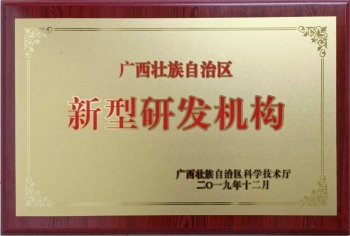 广西壮族自治区
新型研发机构
广西壮族自治区科学技术厅
二〇一九年十二月